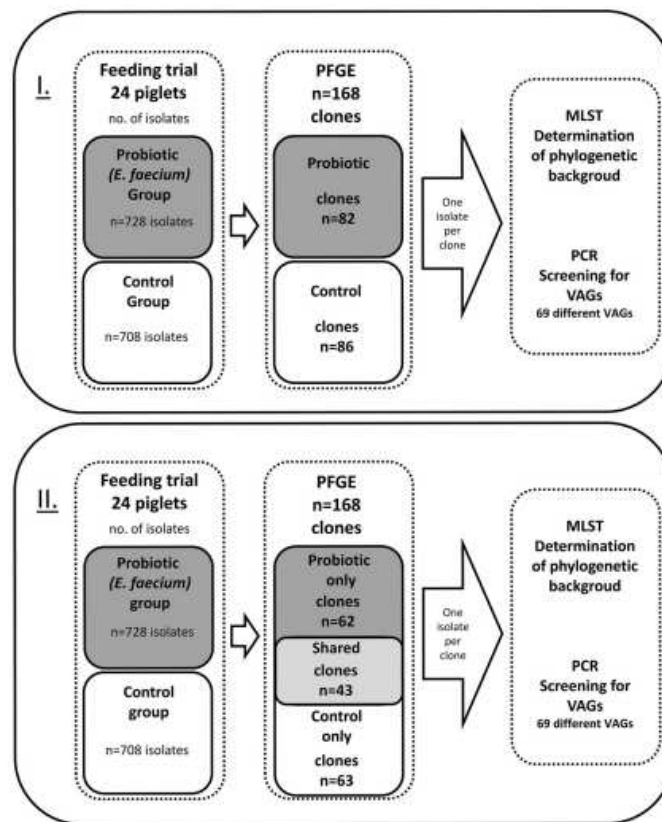 I.
Feeding trial
24 piglets
no. of isolates
Probiotic
(E. faecium)
Group
n=728 isolates
Control
Group
n=708 isolates
PFGE
n=168
clones
Probiotic
clones
n=82
Control
clones
n=86
One
isolate
per
clone
MLST
Determination
of phylogenetic
backgroud
PCR
Screening for
VAGs
69 different VAGs
II.
Feeding trial
24 piglets
no. of isolates
Probiotic
(E. faecium)
group
n=728 isolates
Control
group
n=708 isolates
PFGE
n=168
clones
Probiotic
only
clones
n=62
Shared
clones
n=43
Control
only
clones
n=63
One
isolate
per
clone
MLST
Determination
of phylogenetic
backgroud
PCR
Screening for
VAGs
69 different VAGs